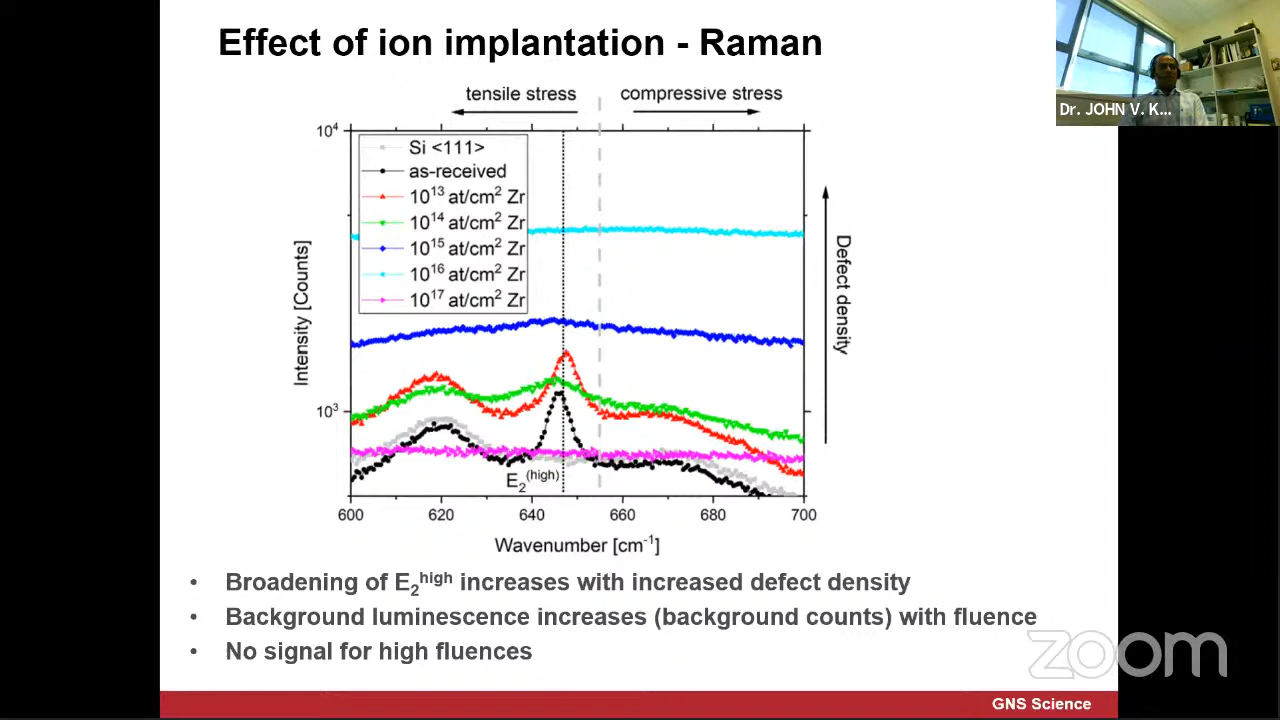 Effect of ion implantation - Raman
Dr. JOHN V. K...
tensile stress
compressive stress
10⁴
Si <111>
as-received
10¹³ at/cm² Zr
10¹⁴ at/cm² Zr
10¹⁵ at/cm² Zr
10¹⁶ at/cm² Zr
10¹⁷ at/cm² Zr
Intensity [Counts]
Defect density
10³
E₂⁽ʰⁱᵍʰ⁾
600 620 640 660 680 700
Wavenumber [cm⁻¹]
• Broadening of E₂ʰⁱᵍʰ increases with increased defect density
• Background luminescence increases (background counts) with fluence
• No signal for high fluences
zoom
GNS Science